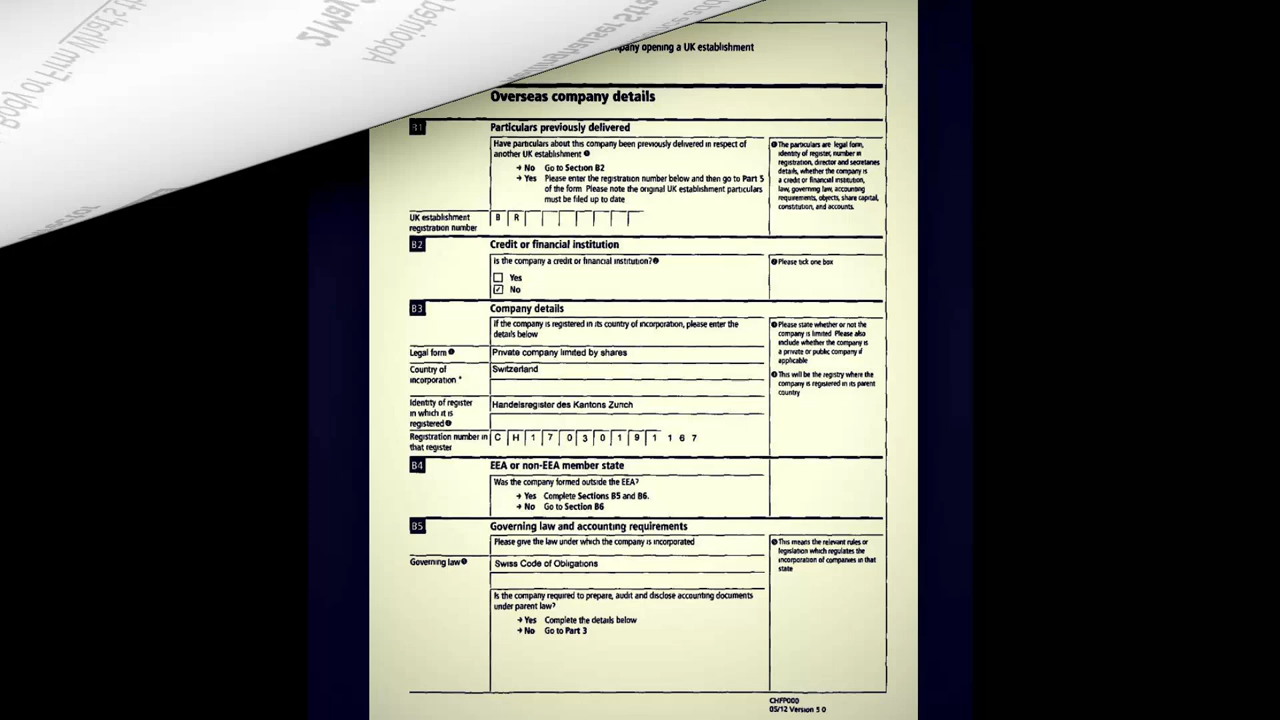 Body or Firm What's th
12 May
Appointed
pany opening a UK establishment
Overseas company details
B1
Particulars previously delivered
Have particulars about this company been previously delivered in respect of
another UK establishment
→ No Go to Section B2
→ Yes Please enter the registration number below and then go to Part 5
of the form Please note the original UK establishment particulars
must be filed up to date
The particulars are legal form,
identity of register, number in
registration, director and secretaries
details, whether the company is
a credit or financial institution,
law, governing law, accounting
requirements, objects, share capital,
constitution, and accounts.
UK establishment
registration number
B R
B2
Credit or financial institution
Is the company a credit or financial institution?
Yes
No
Please tick one box
B3
Company details
If the company is registered in its country of incorporation, please enter the
details below
Please state whether or not the
company is limited Please also
include whether the company is
a private or public company if
applicable
This will be the registry where the
company is registered in its parent
country
Legal form
Private company limited by shares
Country of
incorporation *
Switzerland
Identity of register
in which it is
registered
Handelsregister des Kantons Zurich
Registration number in
that register
C H 1 7 0 3 0 1 9 1 1 6 7
B4
EEA or non-EEA member state
Was the company formed outside the EEA?
→ Yes Complete Sections B5 and B6.
→ No Go to Section B6
B5
Governing law and accounting requirements
Please give the law under which the company is incorporated
This means the relevant rules or
legislation which regulates the
incorporation of companies in that
state
Governing law
Swiss Code of Obligations
Is the company required to prepare, audit and disclose accounting documents
under parent law?
→ Yes Complete the details below
→ No Go to Part 3
CHFP000
05/12 Version 5 0